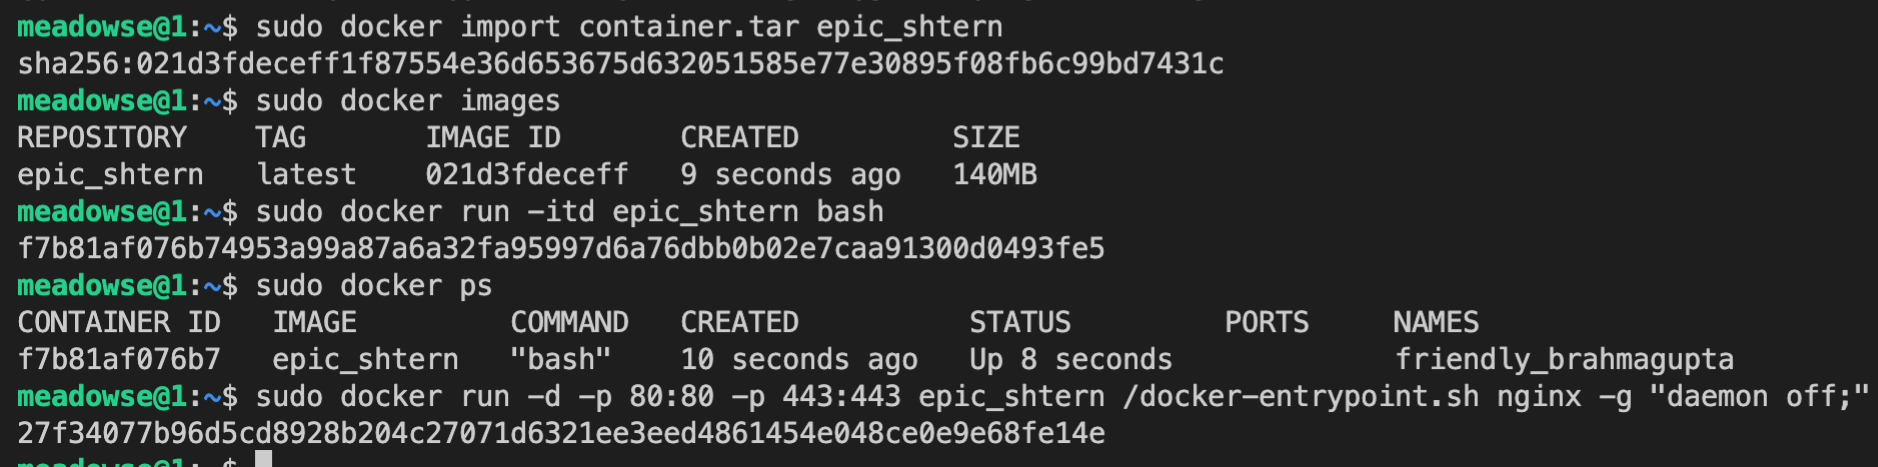 meadowse@1:~$ sudo docker import container.tar epic_shtern
sha256:021d3fdeceff1f87554e36d653675d632051585e77e30895f08fb6c99bd7431c
meadowse@1:~$ sudo docker images
REPOSITORY    TAG       IMAGE ID       CREATED         SIZE
epic_shtern   latest    021d3fdeceff   9 seconds ago   140MB
meadowse@1:~$ sudo docker run -itd epic_shtern bash
f7b81af076b74953a99a87a6a32fa95997d6a76dbb0b02e7caa91300d0493fe5
meadowse@1:~$ sudo docker ps
CONTAINER ID   IMAGE         COMMAND   CREATED          STATUS         PORTS     NAMES
f7b81af076b7   epic_shtern   "bash"    10 seconds ago   Up 8 seconds             friendly_brahmagupta
meadowse@1:~$ sudo docker run -d -p 80:80 -p 443:443 epic_shtern /docker-entrypoint.sh nginx -g "daemon off;"
27f34077b96d5cd8928b204c27071d6321ee3eed4861454e048ce0e9e68fe14e
meadowse@1:~$